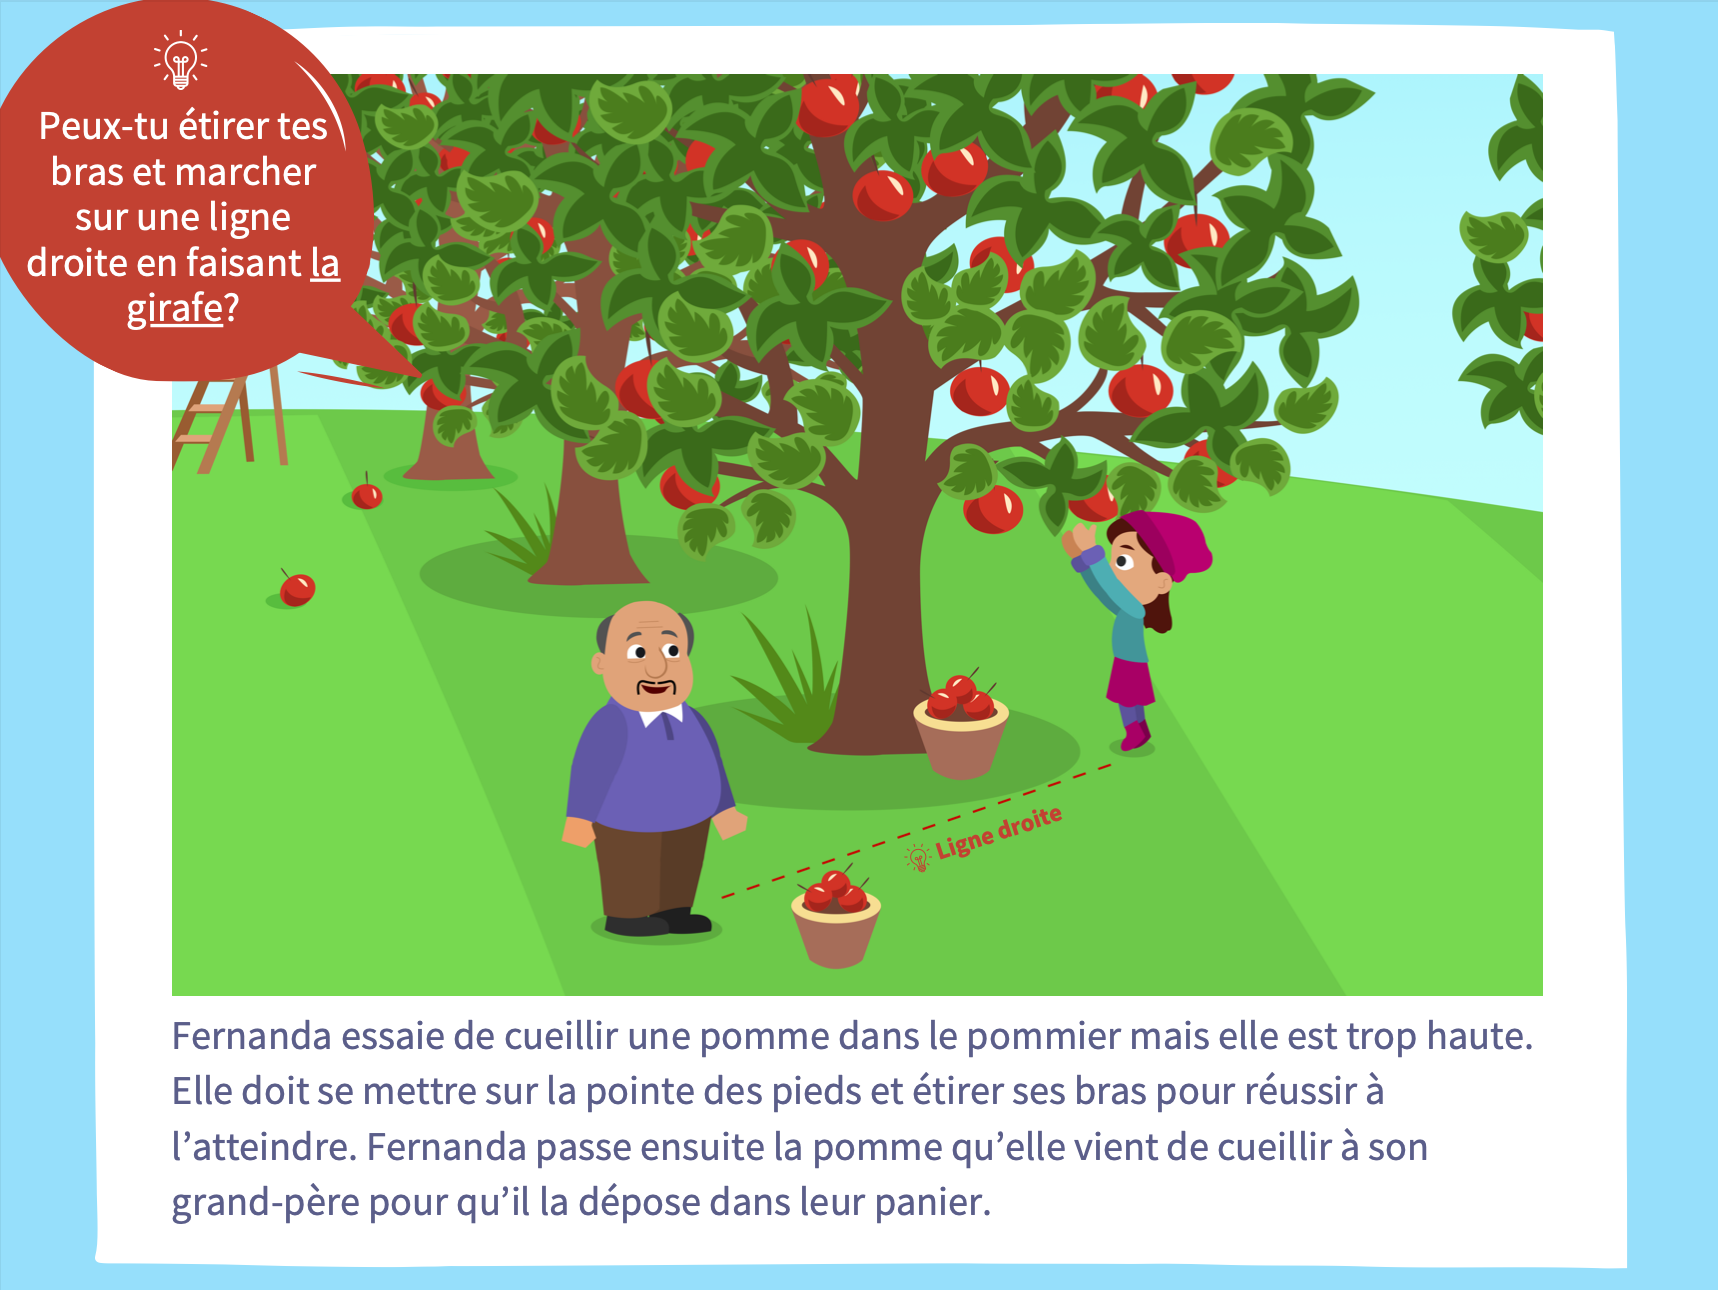 Peux-tu étirer tes
bras et marcher
sur une ligne
droite en faisant la
girafe?
Ligne droite
Fernanda essaie de cueillir une pomme dans le pommier mais elle est trop haute.
Elle doit se mettre sur la pointe des pieds et étirer ses bras pour réussir à
l’atteindre. Fernanda passe ensuite la pomme qu’elle vient de cueillir à son
grand-père pour qu’il la dépose dans leur panier.